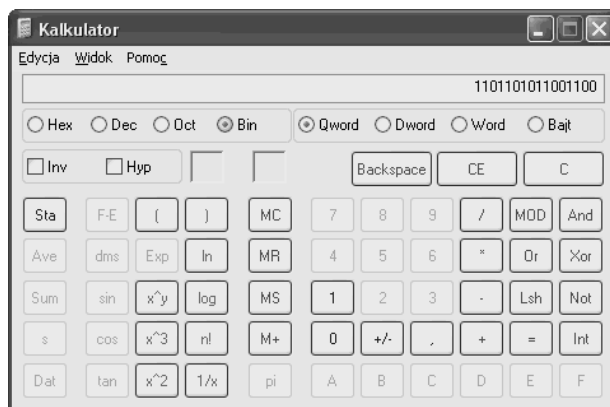 Kalkulator
Edycja Widok Pomoc
1101101011001100
Hex Dec Oct Bin Qword Dword Word Bajt
Inv Hyp Backspace CE C
Sta F-E ( ) MC 7 8 9 / MOD And
Ave dms Exp ln MR 4 5 6 * Or Xor
Sum sin x^y log MS 1 2 3 - Lsh Not
s cos x^3 n! M+ 0 +/- , + = Int
Dat tan x^2 1/x pi A B C D E F